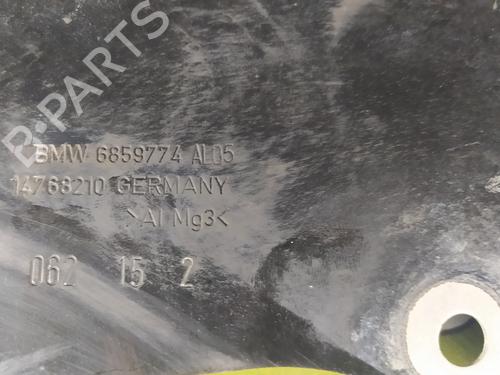 B-PARTS
BMW 6859774 AL05
14768210 GERMANY
>Al Mg3<
062 15 2